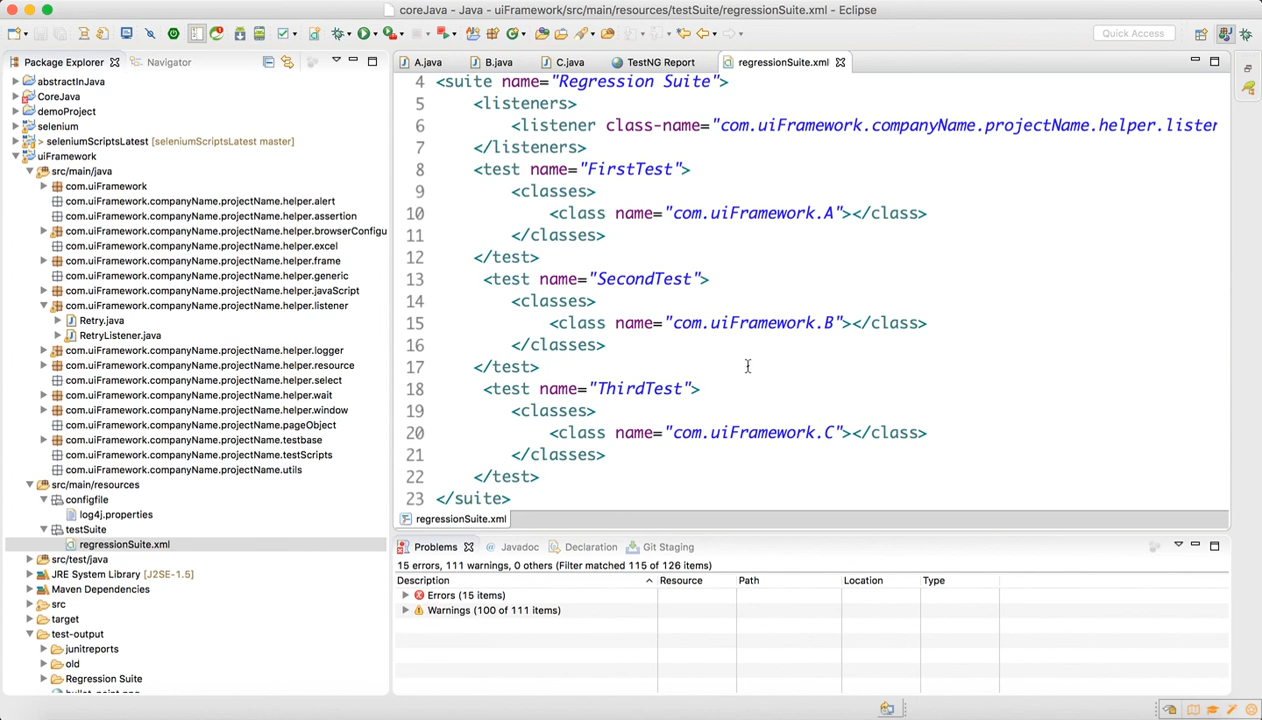 coreJava - Java - uiFramework/src/main/resources/testSuite/regressionSuite.xml - Eclipse
Quick Access
Package Explorer
Navigator
abstractInJava
CoreJava
demoProject
selenium
> seleniumScriptsLatest [seleniumScriptsLatest master]
uiFramework
src/main/java
com.uiFramework
com.uiFramework.companyName.projectName.helper.alert
com.uiFramework.companyName.projectName.helper.assertion
com.uiFramework.companyName.projectName.helper.browserConfigu
com.uiFramework.companyName.projectName.helper.excel
com.uiFramework.companyName.projectName.helper.frame
com.uiFramework.companyName.projectName.helper.generic
com.uiFramework.companyName.projectName.helper.javaScript
com.uiFramework.companyName.projectName.helper.listener
Retry.java
RetryListener.java
com.uiFramework.companyName.projectName.helper.logger
com.uiFramework.companyName.projectName.helper.resource
com.uiFramework.companyName.projectName.helper.select
com.uiFramework.companyName.projectName.helper.wait
com.uiFramework.companyName.projectName.helper.window
com.uiFramework.companyName.projectName.pageObject
com.uiFramework.companyName.projectName.testbase
com.uiFramework.companyName.projectName.testScripts
com.uiFramework.companyName.projectName.utils
src/main/resources
configfile
log4j.properties
testSuite
regressionSuite.xml
src/test/java
JRE System Library [J2SE-1.5]
Maven Dependencies
src
target
test-output
junitreports
old
Regression Suite
A.java
B.java
C.java
TestNG Report
regressionSuite.xml
4 <suite name="Regression Suite">
5 <listeners>
6 <listener class-name="com.uiFramework.companyName.projectName.helper.listen
7 </listeners>
8 <test name="FirstTest">
9 <classes>
10 <class name="com.uiFramework.A"></class>
11 </classes>
12 </test>
13 <test name="SecondTest">
14 <classes>
15 <class name="com.uiFramework.B"></class>
16 </classes>
17 </test>
18 <test name="ThirdTest">
19 <classes>
20 <class name="com.uiFramework.C"></class>
21 </classes>
22 </test>
23 </suite>
regressionSuite.xml
Problems
Javadoc
Declaration
Git Staging
15 errors, 111 warnings, 0 others (Filter matched 115 of 126 items)
Description Resource Path Location Type
Errors (15 items)
Warnings (100 of 111 items)